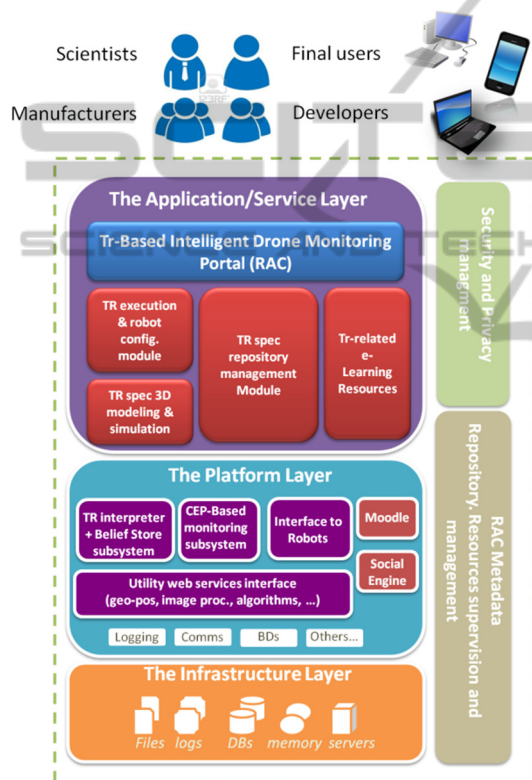 Scientists
Final users
Manufacturers
Developers
The Application/Service Layer
Tr-Based Intelligent Drone Monitoring
Portal (RAC)
TR execution
& robot
config.
module
TR spec 3D
modeling &
simulation
TR spec
repository
management
Module
Tr-related
e-
Learning
Resources
Security and Privacy
managment
The Platform Layer
TR interpreter
+ Belief Store
subsystem
CEP-Based
monitoring
subsystem
Interface to
Robots
Moodle
Social
Engine
Utility web services interface
(geo-pos, image proc., algorithms, ...)
Logging
Comms
BDs
Others...
RAC Metadata
Repository. Resources supervision and
management
The Infrastructure Layer
Files
logs
DBs
memory
servers